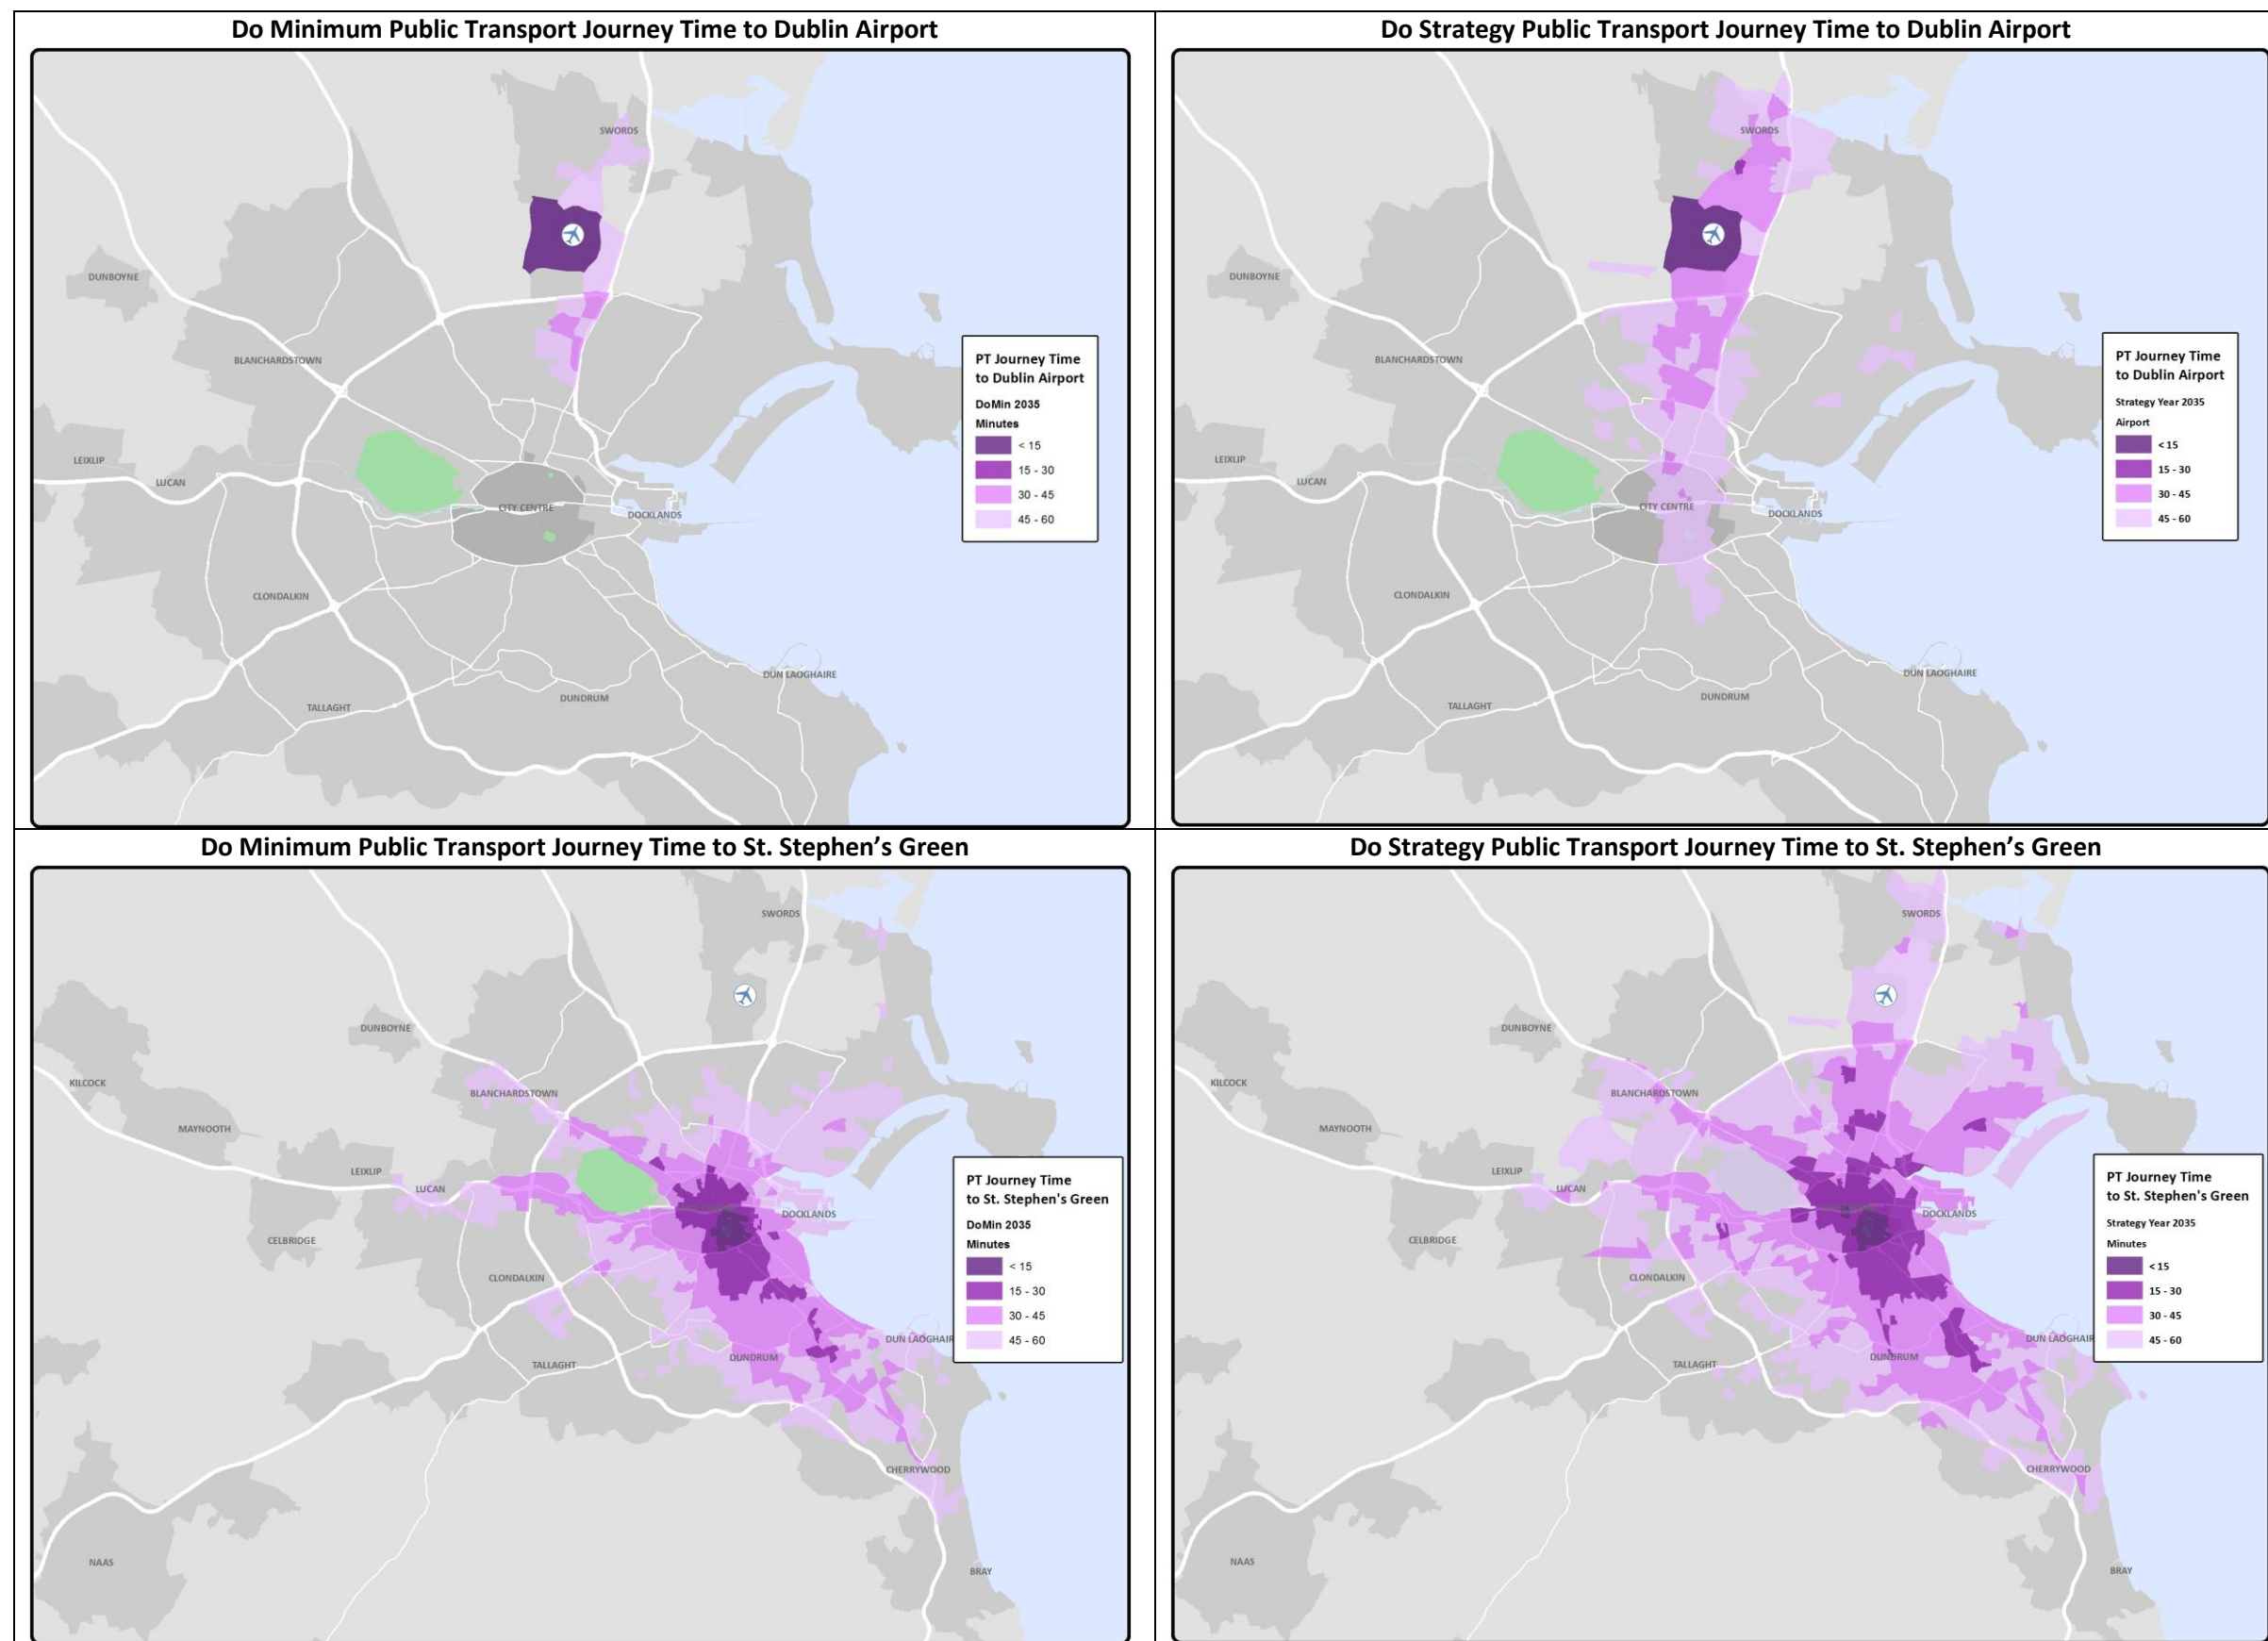 Do Minimum Public Transport Journey Time to Dublin Airport
SWORDS
DUNBOYNE
BLANCHARDSTOWN
LEIXLIP
LUCAN
CITY CENTRE
DOCKLANDS
CLONDALKIN
DUN LAOGHAIRE
DUNDRUM
TALLAGHT
PT Journey Time
to Dublin Airport
DoMin 2035
Minutes
< 15
15 - 30
30 - 45
45 - 60
Do Strategy Public Transport Journey Time to Dublin Airport
SWORDS
DUNBOYNE
BLANCHARDSTOWN
LEIXLIP
LUCAN
CITY CENTRE
DOCKLANDS
CLONDALKIN
DUN LAOGHAIRE
DUNDRUM
TALLAGHT
PT Journey Time
to Dublin Airport
Strategy Year 2035
Airport
< 15
15 - 30
30 - 45
45 - 60
Do Minimum Public Transport Journey Time to St. Stephen’s Green
SWORDS
DUNBOYNE
KILCOCK
BLANCHARDSTOWN
MAYNOOTH
LEIXLIP
LUCAN
DOCKLANDS
CELBRIDGE
CLONDALKIN
DUN LAOGHAIR
DUNDRUM
TALLAGHT
CHERRYWOOD
NAAS
BRAY
PT Journey Time
to St. Stephen's Green
DoMin 2035
Minutes
< 15
15 - 30
30 - 45
45 - 60
Do Strategy Public Transport Journey Time to St. Stephen’s Green
SWORDS
DUNBOYNE
KILCOCK
BLANCHARDSTOWN
MAYNOOTH
LEIXLIP
LUCAN
DOCKLANDS
CELBRIDGE
CLONDALKIN
DUN LAOGHAIR
DUNDRUM
TALLAGHT
CHERRYWOOD
NAAS
BRAY
PT Journey Time
to St. Stephen's Green
Strategy Year 2035
Minutes
< 15
15 - 30
30 - 45
45 - 60